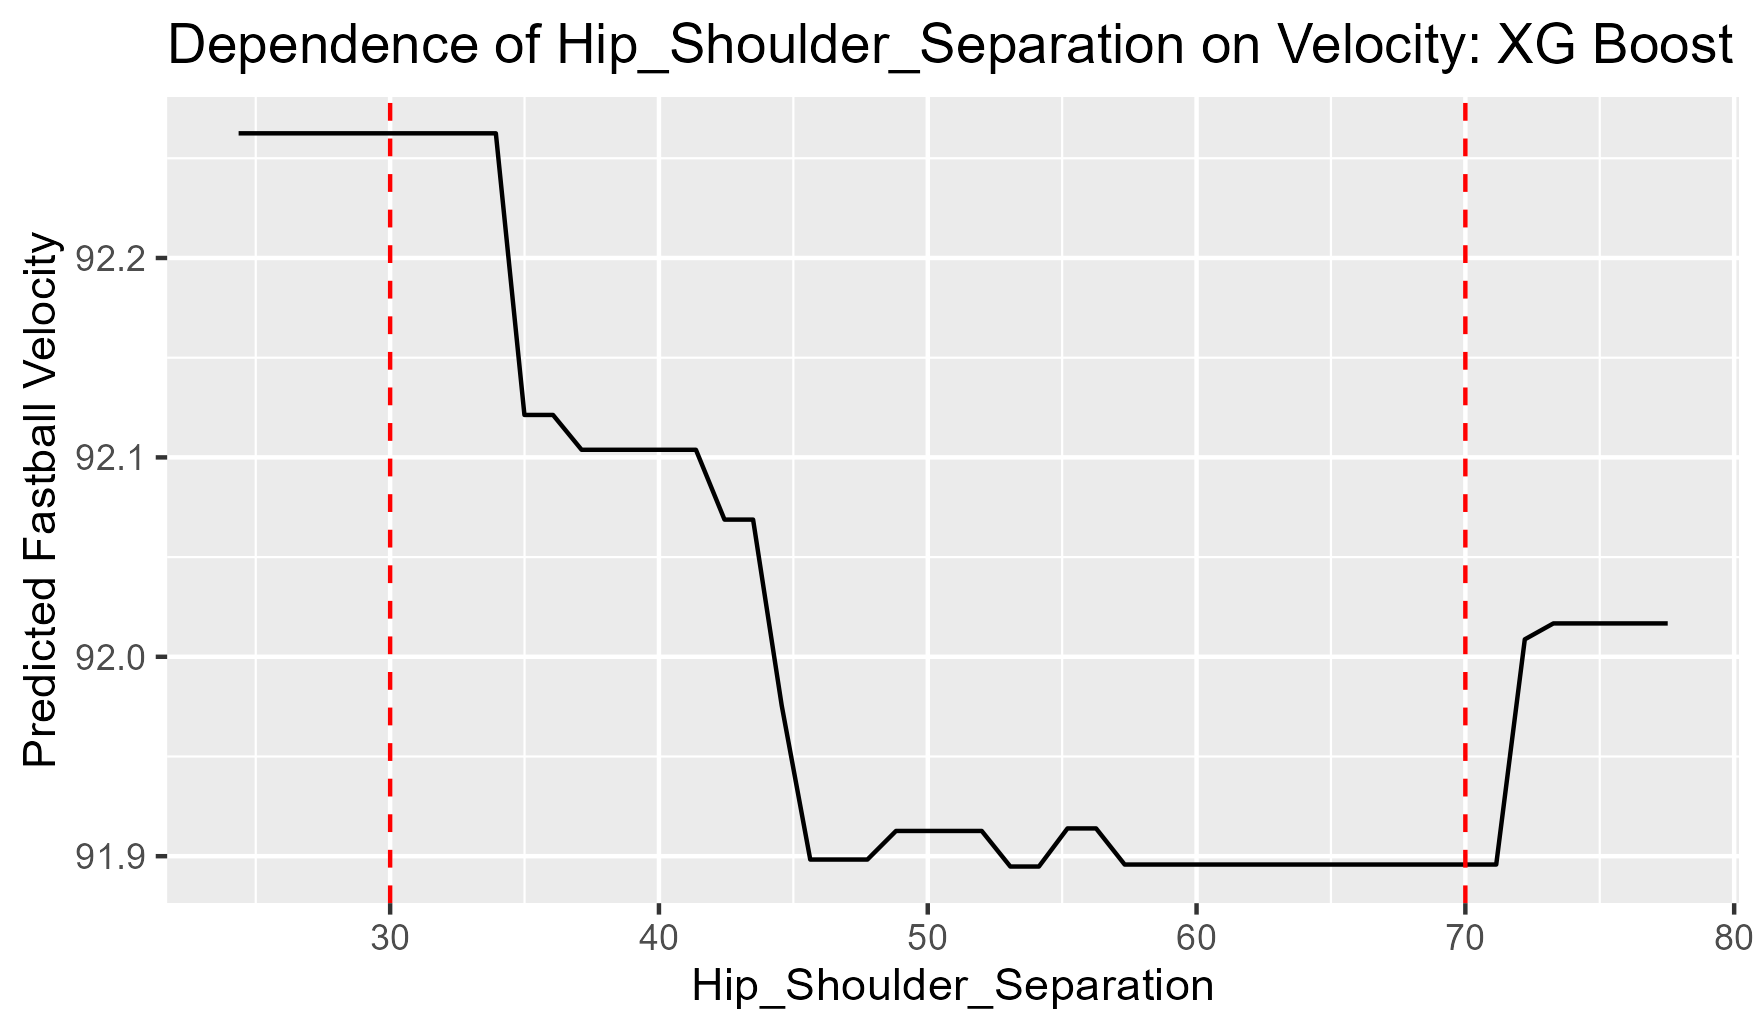 Dependence of Hip_Shoulder_Separation on Velocity: XG Boost
Predicted Fastball Velocity
92.2
92.1
92.0
91.9
30 40 50 60 70 80
Hip_Shoulder_Separation